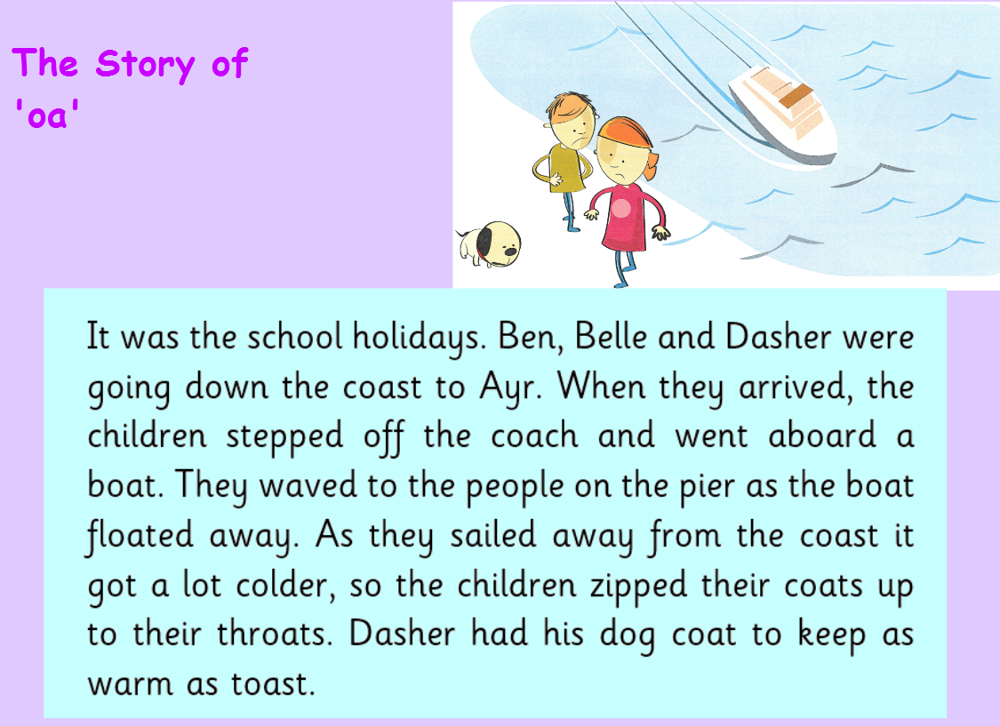 The Story of
'oa'
It was the school holidays. Ben, Belle and Dasher were
going down the coast to Ayr. When they arrived, the
children stepped off the coach and went aboard a
boat. They waved to the people on the pier as the boat
floated away. As they sailed away from the coast it
got a lot colder, so the children zipped their coats up
to their throats. Dasher had his dog coat to keep as
warm as toast.